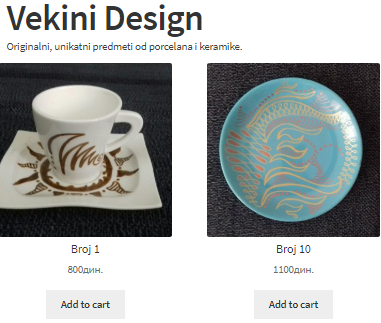 Vekini Design
Originalni, unikatni predmeti od porcelana i keramike.
Broj 1
Broj 10
800дин.
1100дин.
Add to cart
Add to cart